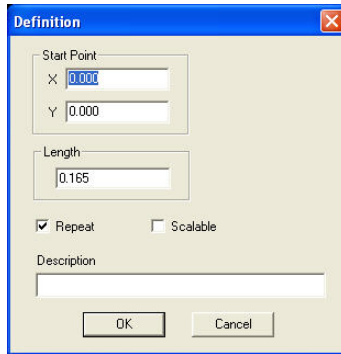 Definition
Start Point
X 0.000
Y 0.000
Length
0.165
Repeat Scalable
Description
OK Cancel